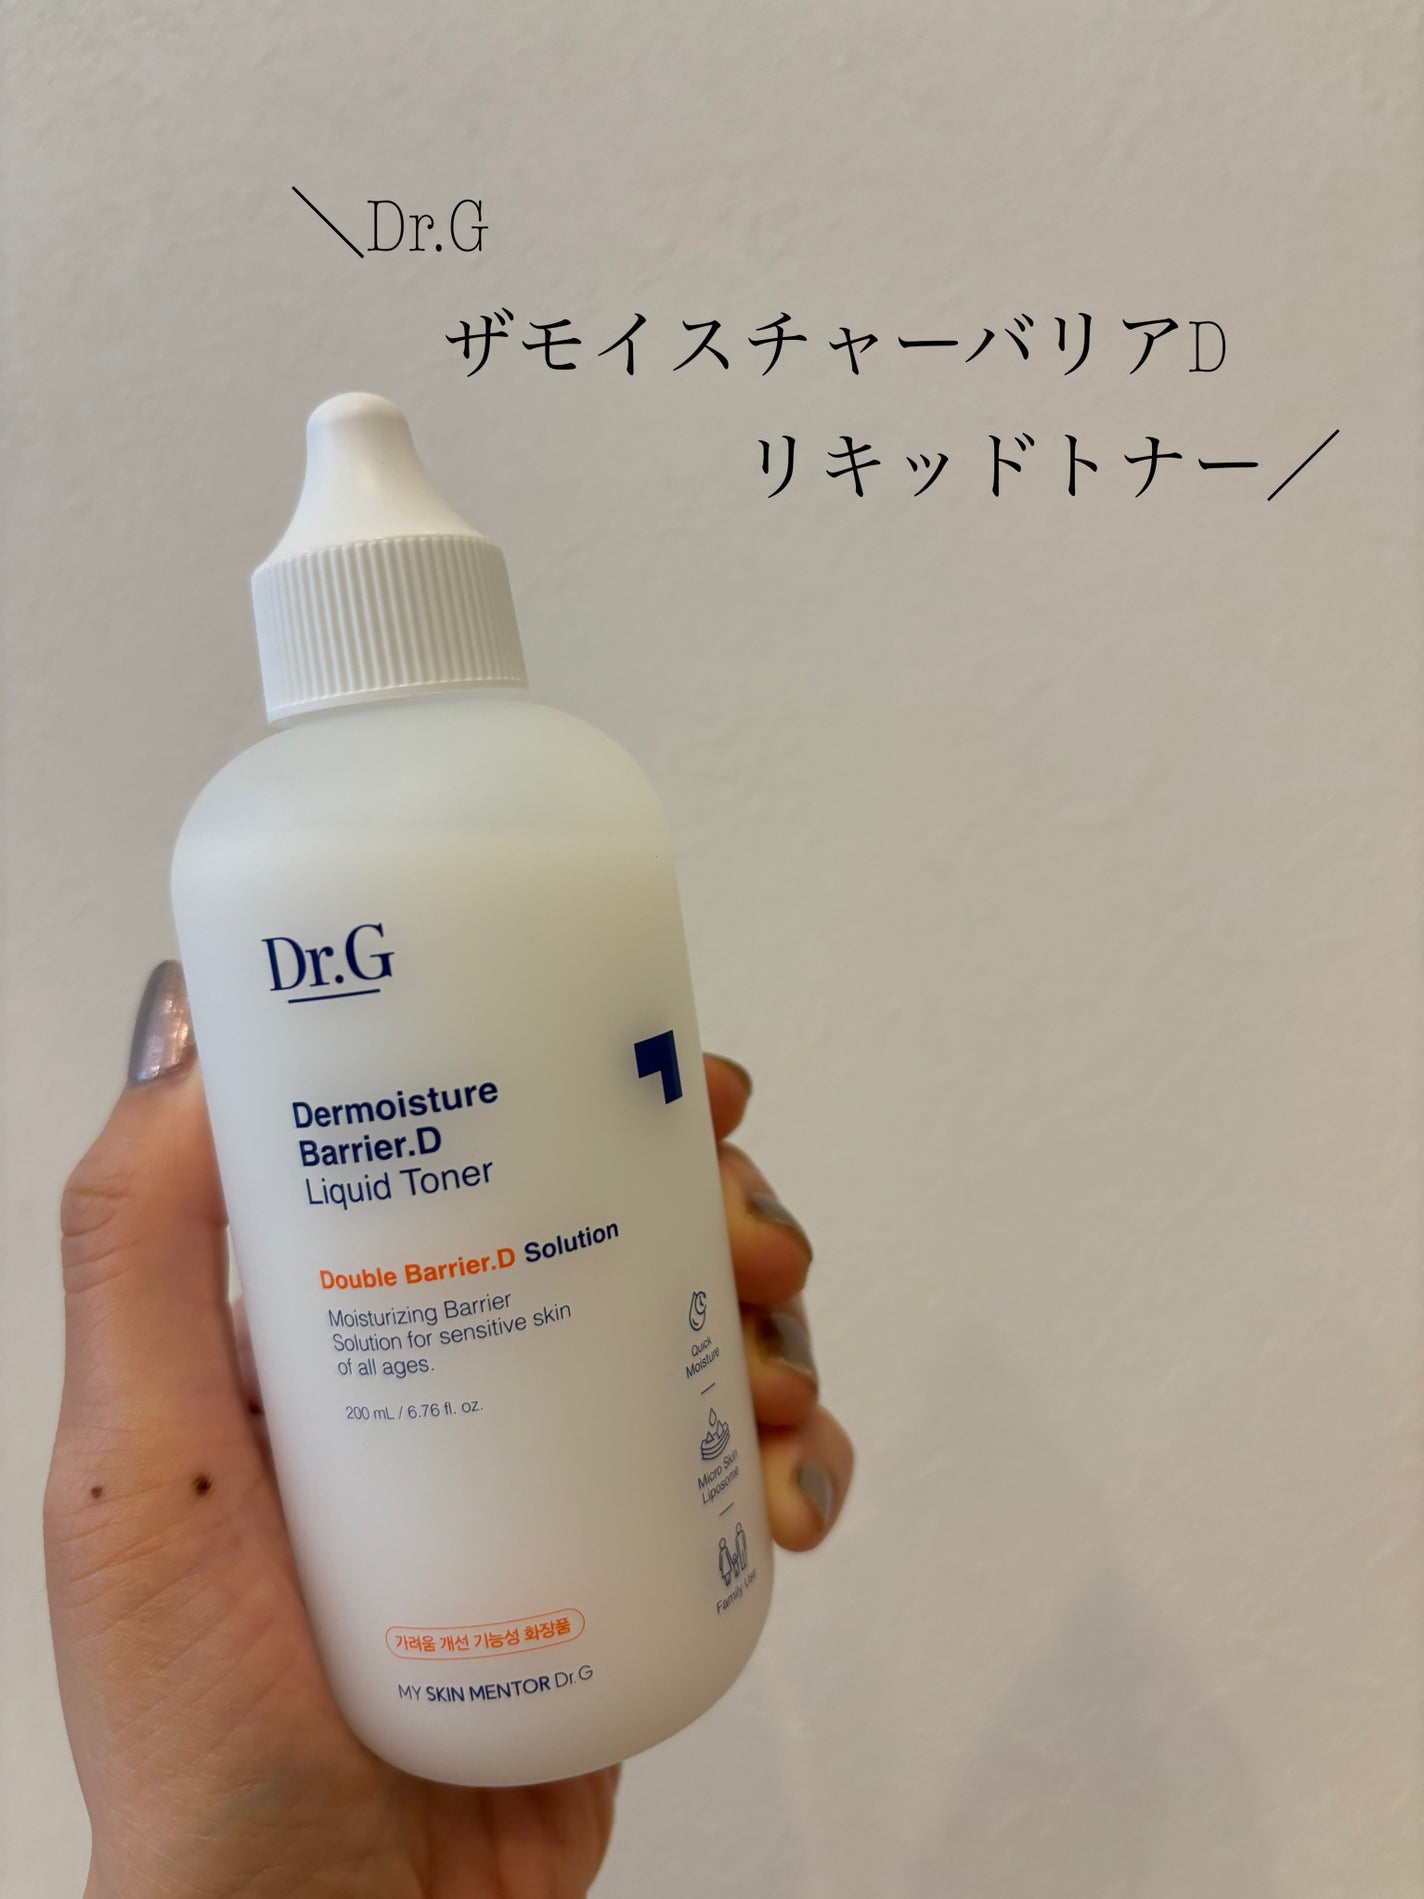 ＼Dr.G
ザモイスチャーバリアD
リキッドトナー／
Dr.G
Dermoisture
Barrier.D
Liquid Toner
Double Barrier.D Solution
Moisturizing Barrier
Solution for sensitive skin
of all ages.
200 mL / 6.76 fl. oz.
Quick
Moisture
Micro Skin
Liposome
Family Use
가려움 개선 기능성 화장품
MY SKIN MENTOR Dr.G